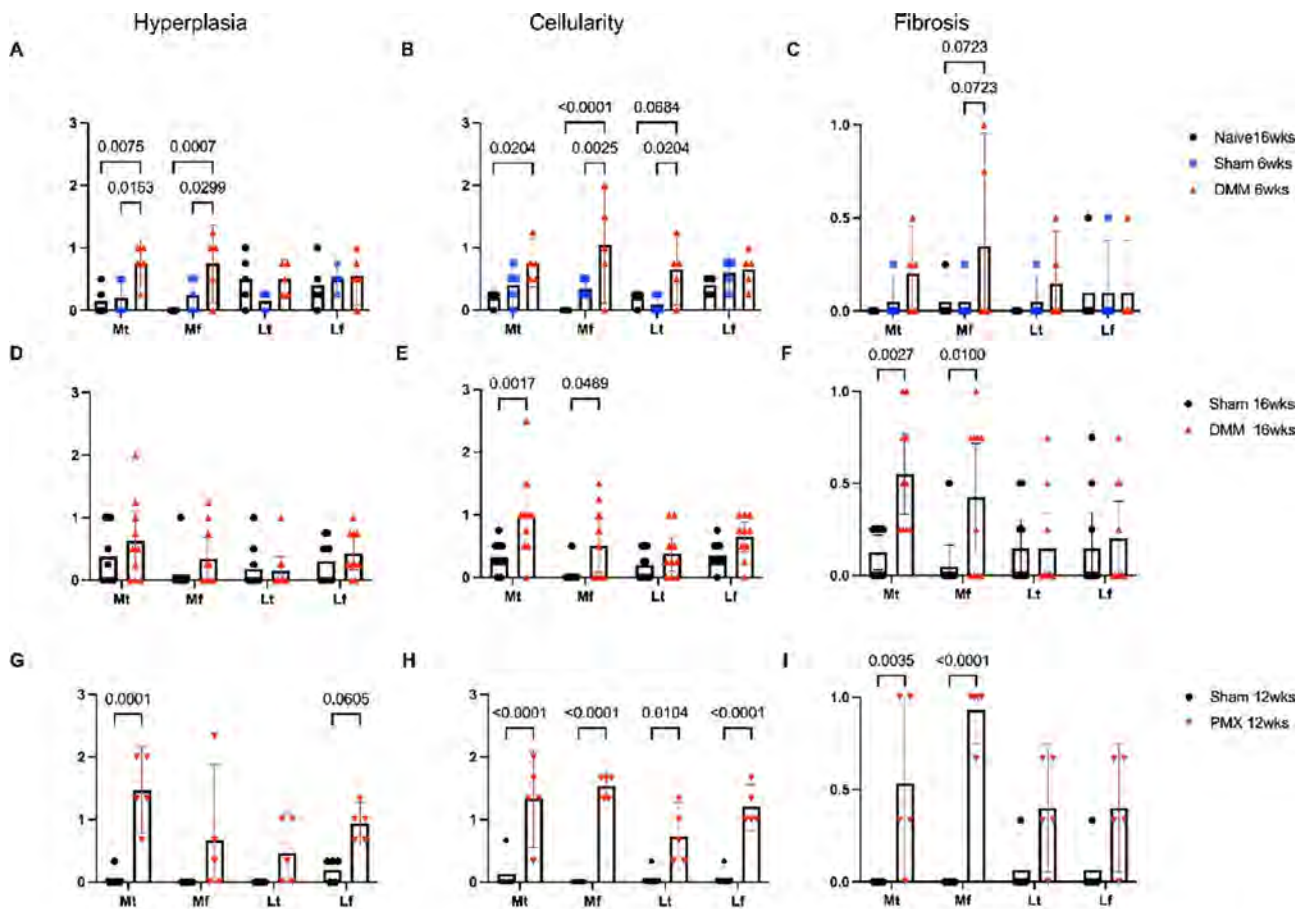 Hyperplasia Cellularity Fibrosis
A B C
0.0723
0.0723
<0.0001 0.0684
0.0075 0.0007 0.0204 0.0025 0.0204
0.0153 0.0299
3 3 1.0
2 2
0.5
1 1
0 0 0.0
Mt Mf Lt Lf Mt Mf Lt Lf Mt Mf Lt Lf
Naive16wks
Sham 6wks
DMM 6wks
D E F
0.0017 0.0469 0.0027 0.0100
3 3 1.0
2 2
0.5
1 1
0 0 0.0
Mt Mf Lt Lf Mt Mf Lt Lf Mt Mf Lt Lf
Sham 16wks
DMM 16wks
G H I
0.0001 0.0605 <0.0001 <0.0001 0.0104 <0.0001 0.0035 <0.0001
3 3 1.0
2 2
0.5
1 1
0 0 0.0
Mt Mf Lt Lf Mt Mf Lt Lf Mt Mf Lt Lf
Sham 12wks
PMX 12wks